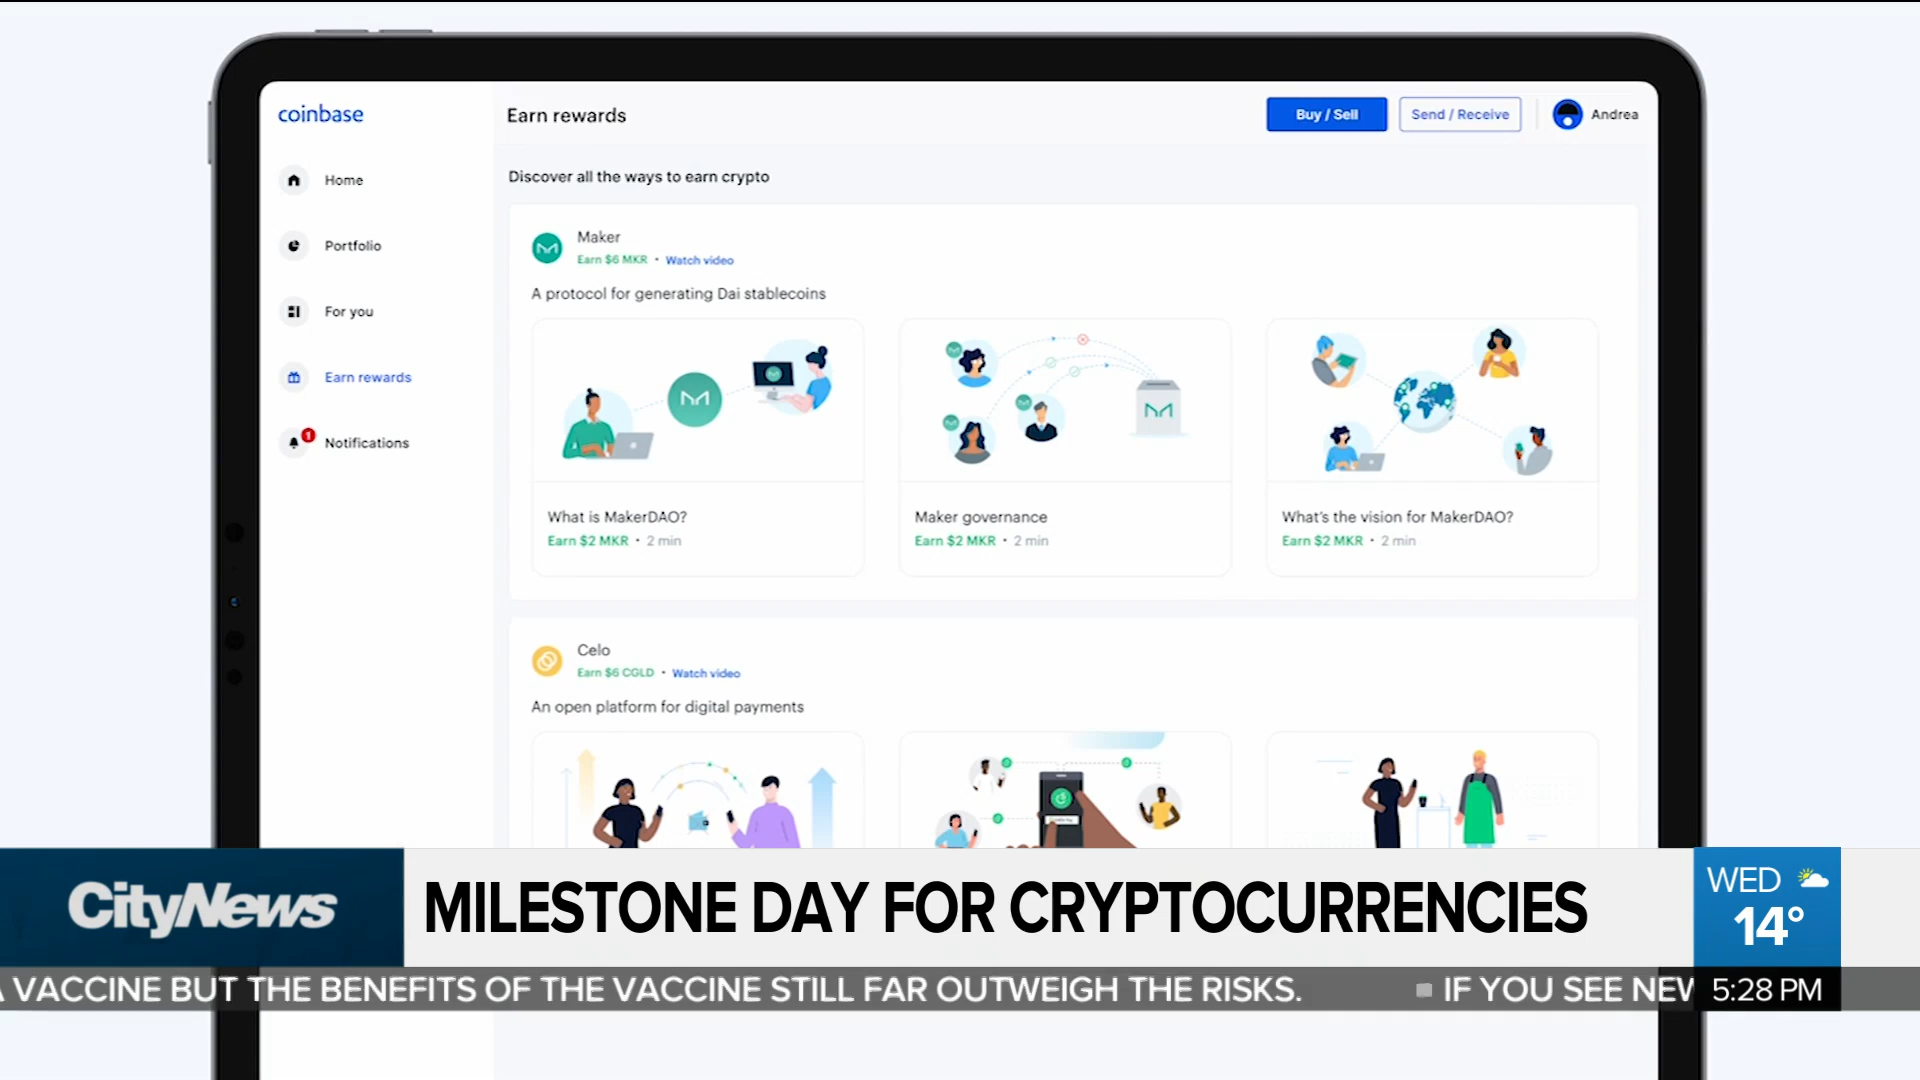 coinbase
Earn rewards
Buy / Sell
Send / Receive
Andrea
Home
Portfolio
For you
Earn rewards
1
Notifications
Discover all the ways to earn crypto
Maker
Earn $6 MKR • Watch video
A protocol for generating Dai stablecoins
What is MakerDAO?
Earn $2 MKR • 2 min
Maker governance
Earn $2 MKR • 2 min
What's the vision for MakerDAO?
Earn $2 MKR • 2 min
Celo
Earn $6 CGLD • Watch video
An open platform for digital payments
CityNews
MILESTONE DAY FOR CRYPTOCURRENCIES
WED
14°
A VACCINE BUT THE BENEFITS OF THE VACCINE STILL FAR OUTWEIGH THE RISKS.
IF YOU SEE NEW
5:28 PM